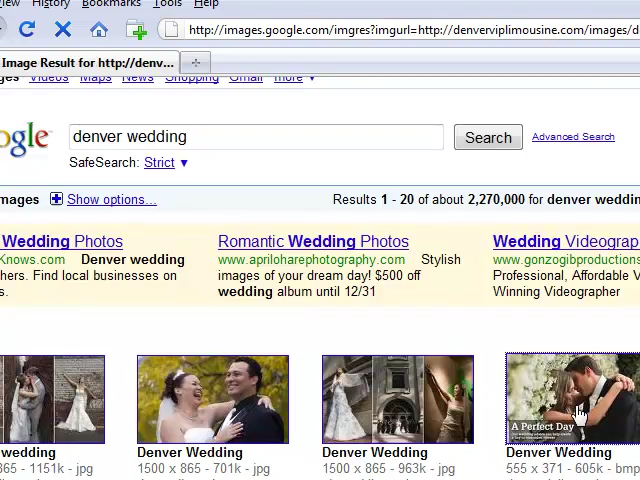 View History Bookmarks Tools Help
http://images.google.com/imgres?imgurl=http://denverviplimousine.com/images/d
Image Result for http://denv...
Videos Maps News Shopping Gmail more ▼
ogle™ denver wedding Search Advanced Search
SafeSearch: Strict ▼
mages Show options... Results 1 - 20 of about 2,270,000 for denver weddin
Wedding Photos
Knows.com Denver wedding
hers. Find local businesses on
s.
Romantic Wedding Photos
www.apriloharephotography.com Stylish
images of your dream day! $500 off
wedding album until 12/31
Wedding Videograp
www.gonzogibproductions
Professional, Affordable V
Winning Videographer
A Perfect Day
wedding
865 - 1151k - jpg
Denver Wedding
1500 x 865 - 701k - jpg
Denver Wedding
1500 x 865 - 963k - jpg
Denver Wedding
555 x 371 - 605k - bmp